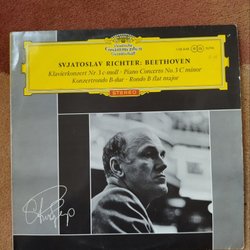 Deutsche
Grammophon
Gesellschaft
SVJATOSLAV RICHTER: BEETHOVEN
Klavierkonzert Nr. 3 c-moll · Piano Concerto No. 3 C minor
Konzertrondo B-dur · Rondo B flat major
STEREO